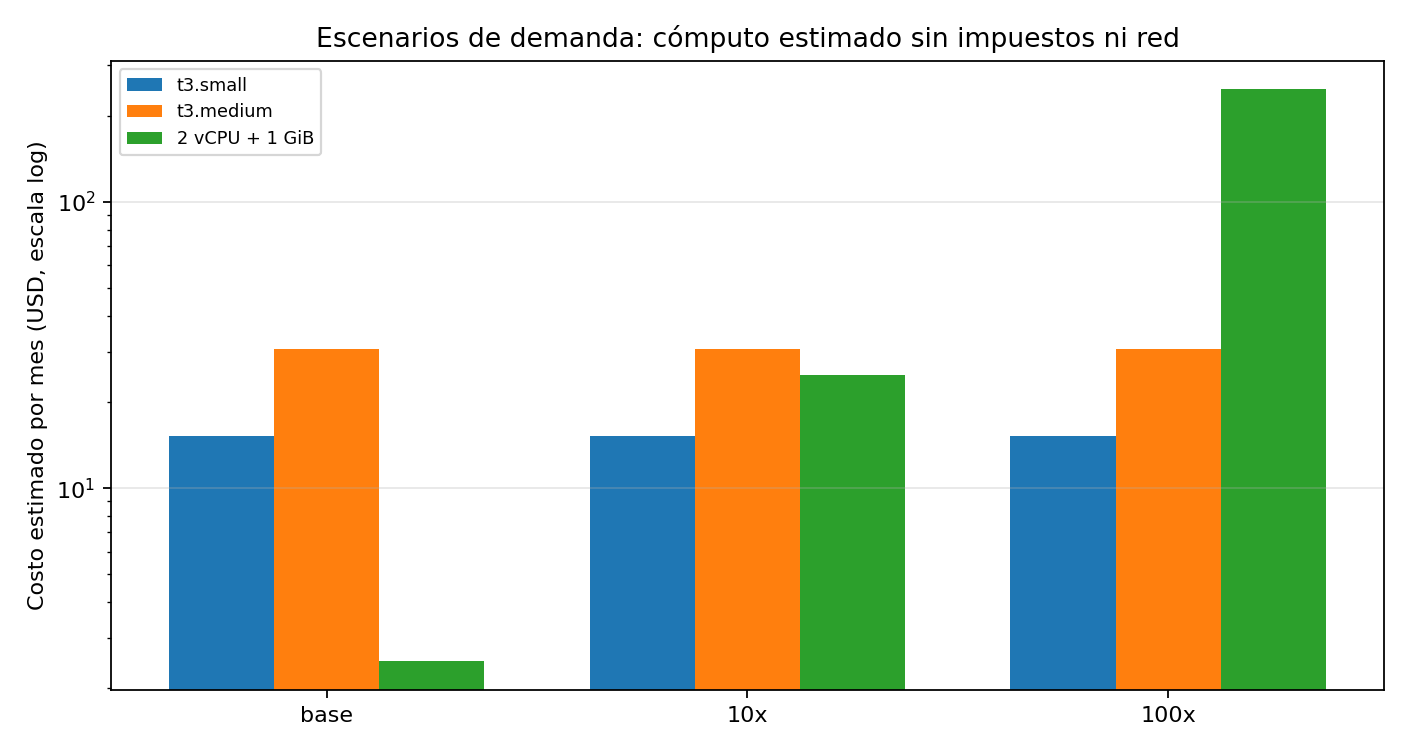 Escenarios de demanda: cómputo estimado sin impuestos ni red
t3.small
t3.medium
2 vCPU + 1 GiB
Costo estimado por mes (USD, escala log)
10²
10¹
base
10x
100x